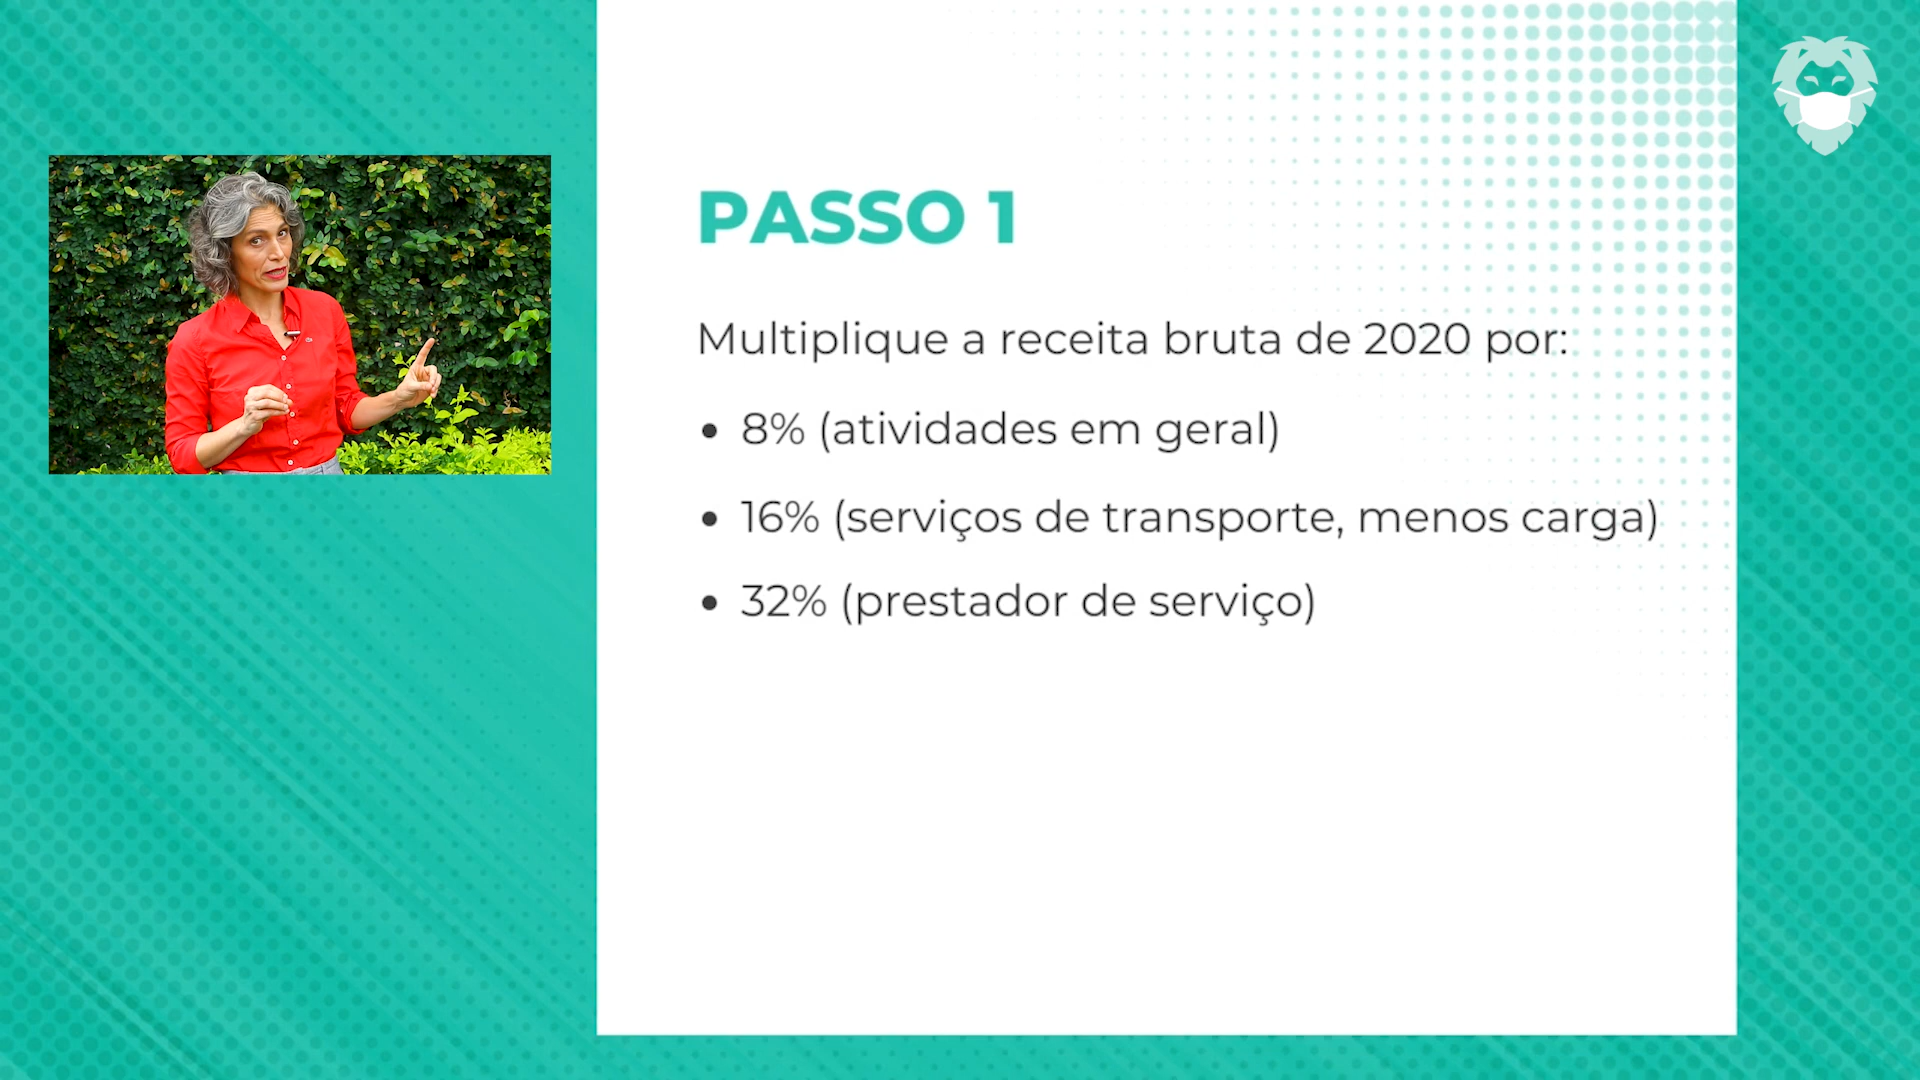 PASSO 1
Multiplique a receita bruta de 2020 por:
• 8% (atividades em geral)
• 16% (serviços de transporte, menos carga)
• 32% (prestador de serviço)